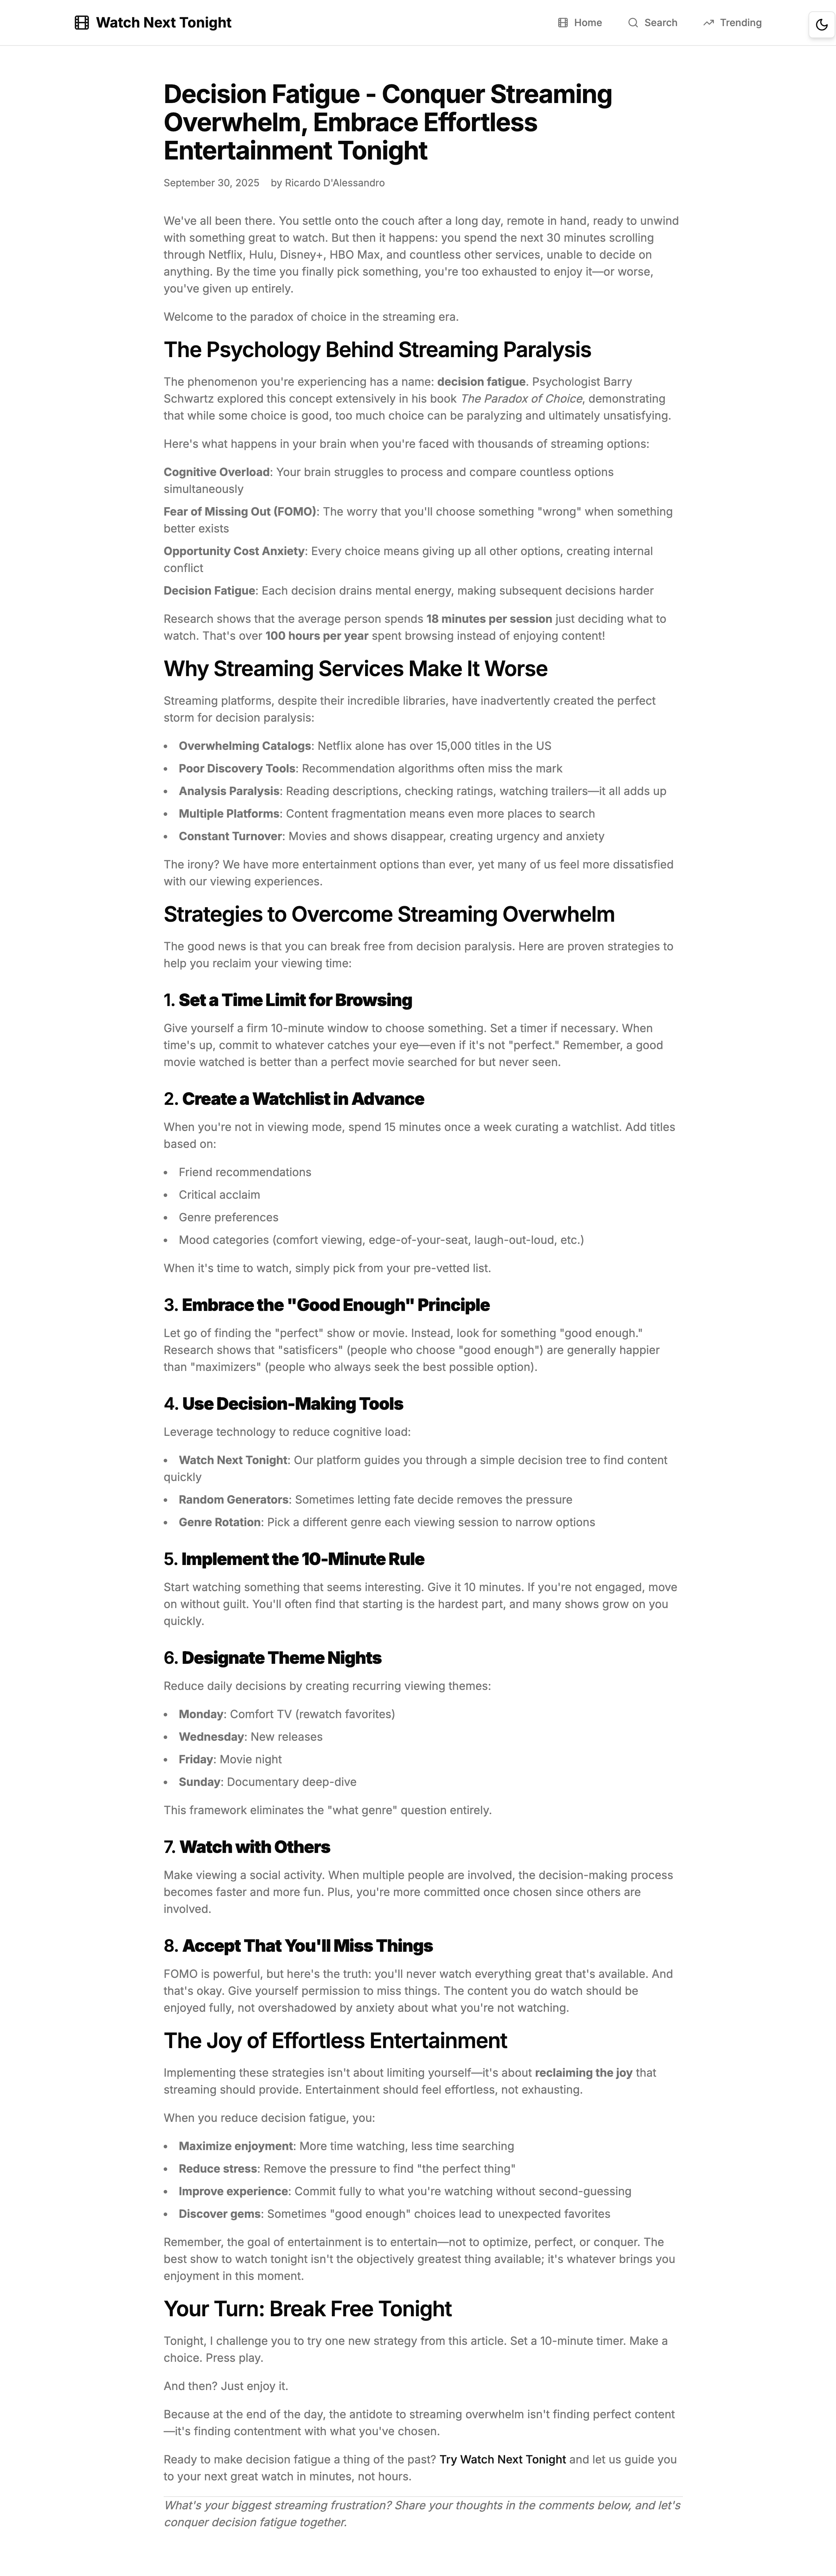 Watch Next Tonight
Home
Search
Trending
Decision Fatigue - Conquer Streaming
Overwhelm, Embrace Effortless
Entertainment Tonight
September 30, 2025 by Ricardo D'Alessandro
We've all been there. You settle onto the couch after a long day, remote in hand, ready to unwind
with something great to watch. But then it happens: you spend the next 30 minutes scrolling
through Netflix, Hulu, Disney+, HBO Max, and countless other services, unable to decide on
anything. By the time you finally pick something, you're too exhausted to enjoy it—or worse,
you've given up entirely.
Welcome to the paradox of choice in the streaming era.
The Psychology Behind Streaming Paralysis
The phenomenon you're experiencing has a name: decision fatigue. Psychologist Barry
Schwartz explored this concept extensively in his book The Paradox of Choice, demonstrating
that while some choice is good, too much choice can be paralyzing and ultimately unsatisfying.
Here's what happens in your brain when you're faced with thousands of streaming options:
Cognitive Overload: Your brain struggles to process and compare countless options
simultaneously
Fear of Missing Out (FOMO): The worry that you'll choose something "wrong" when something
better exists
Opportunity Cost Anxiety: Every choice means giving up all other options, creating internal
conflict
Decision Fatigue: Each decision drains mental energy, making subsequent decisions harder
Research shows that the average person spends 18 minutes per session just deciding what to
watch. That's over 100 hours per year spent browsing instead of enjoying content!
Why Streaming Services Make It Worse
Streaming platforms, despite their incredible libraries, have inadvertently created the perfect
storm for decision paralysis:
• Overwhelming Catalogs: Netflix alone has over 15,000 titles in the US
• Poor Discovery Tools: Recommendation algorithms often miss the mark
• Analysis Paralysis: Reading descriptions, checking ratings, watching trailers—it all adds up
• Multiple Platforms: Content fragmentation means even more places to search
• Constant Turnover: Movies and shows disappear, creating urgency and anxiety
The irony? We have more entertainment options than ever, yet many of us feel more dissatisfied
with our viewing experiences.
Strategies to Overcome Streaming Overwhelm
The good news is that you can break free from decision paralysis. Here are proven strategies to
help you reclaim your viewing time:
1. Set a Time Limit for Browsing
Give yourself a firm 10-minute window to choose something. Set a timer if necessary. When
time's up, commit to whatever catches your eye—even if it's not "perfect." Remember, a good
movie watched is better than a perfect movie searched for but never seen.
2. Create a Watchlist in Advance
When you're not in viewing mode, spend 15 minutes once a week curating a watchlist. Add titles
based on:
• Friend recommendations
• Critical acclaim
• Genre preferences
• Mood categories (comfort viewing, edge-of-your-seat, laugh-out-loud, etc.)
When it's time to watch, simply pick from your pre-vetted list.
3. Embrace the "Good Enough" Principle
Let go of finding the "perfect" show or movie. Instead, look for something "good enough."
Research shows that "satisficers" (people who choose "good enough") are generally happier
than "maximizers" (people who always seek the best possible option).
4. Use Decision-Making Tools
Leverage technology to reduce cognitive load:
• Watch Next Tonight: Our platform guides you through a simple decision tree to find content
quickly
• Random Generators: Sometimes letting fate decide removes the pressure
• Genre Rotation: Pick a different genre each viewing session to narrow options
5. Implement the 10-Minute Rule
Start watching something that seems interesting. Give it 10 minutes. If you're not engaged, move
on without guilt. You'll often find that starting is the hardest part, and many shows grow on you
quickly.
6. Designate Theme Nights
Reduce daily decisions by creating recurring viewing themes:
• Monday: Comfort TV (rewatch favorites)
• Wednesday: New releases
• Friday: Movie night
• Sunday: Documentary deep-dive
This framework eliminates the "what genre" question entirely.
7. Watch with Others
Make viewing a social activity. When multiple people are involved, the decision-making process
becomes faster and more fun. Plus, you're more committed once chosen since others are
involved.
8. Accept That You'll Miss Things
FOMO is powerful, but here's the truth: you'll never watch everything great that's available. And
that's okay. Give yourself permission to miss things. The content you do watch should be
enjoyed fully, not overshadowed by anxiety about what you're not watching.
The Joy of Effortless Entertainment
Implementing these strategies isn't about limiting yourself—it's about reclaiming the joy that
streaming should provide. Entertainment should feel effortless, not exhausting.
When you reduce decision fatigue, you:
• Maximize enjoyment: More time watching, less time searching
• Reduce stress: Remove the pressure to find "the perfect thing"
• Improve experience: Commit fully to what you're watching without second-guessing
• Discover gems: Sometimes "good enough" choices lead to unexpected favorites
Remember, the goal of entertainment is to entertain—not to optimize, perfect, or conquer. The
best show to watch tonight isn't the objectively greatest thing available; it's whatever brings you
enjoyment in this moment.
Your Turn: Break Free Tonight
Tonight, I challenge you to try one new strategy from this article. Set a 10-minute timer. Make a
choice. Press play.
And then? Just enjoy it.
Because at the end of the day, the antidote to streaming overwhelm isn't finding perfect content
—it's finding contentment with what you've chosen.
Ready to make decision fatigue a thing of the past? Try Watch Next Tonight and let us guide you
to your next great watch in minutes, not hours.
What's your biggest streaming frustration? Share your thoughts in the comments below, and let's
conquer decision fatigue together.